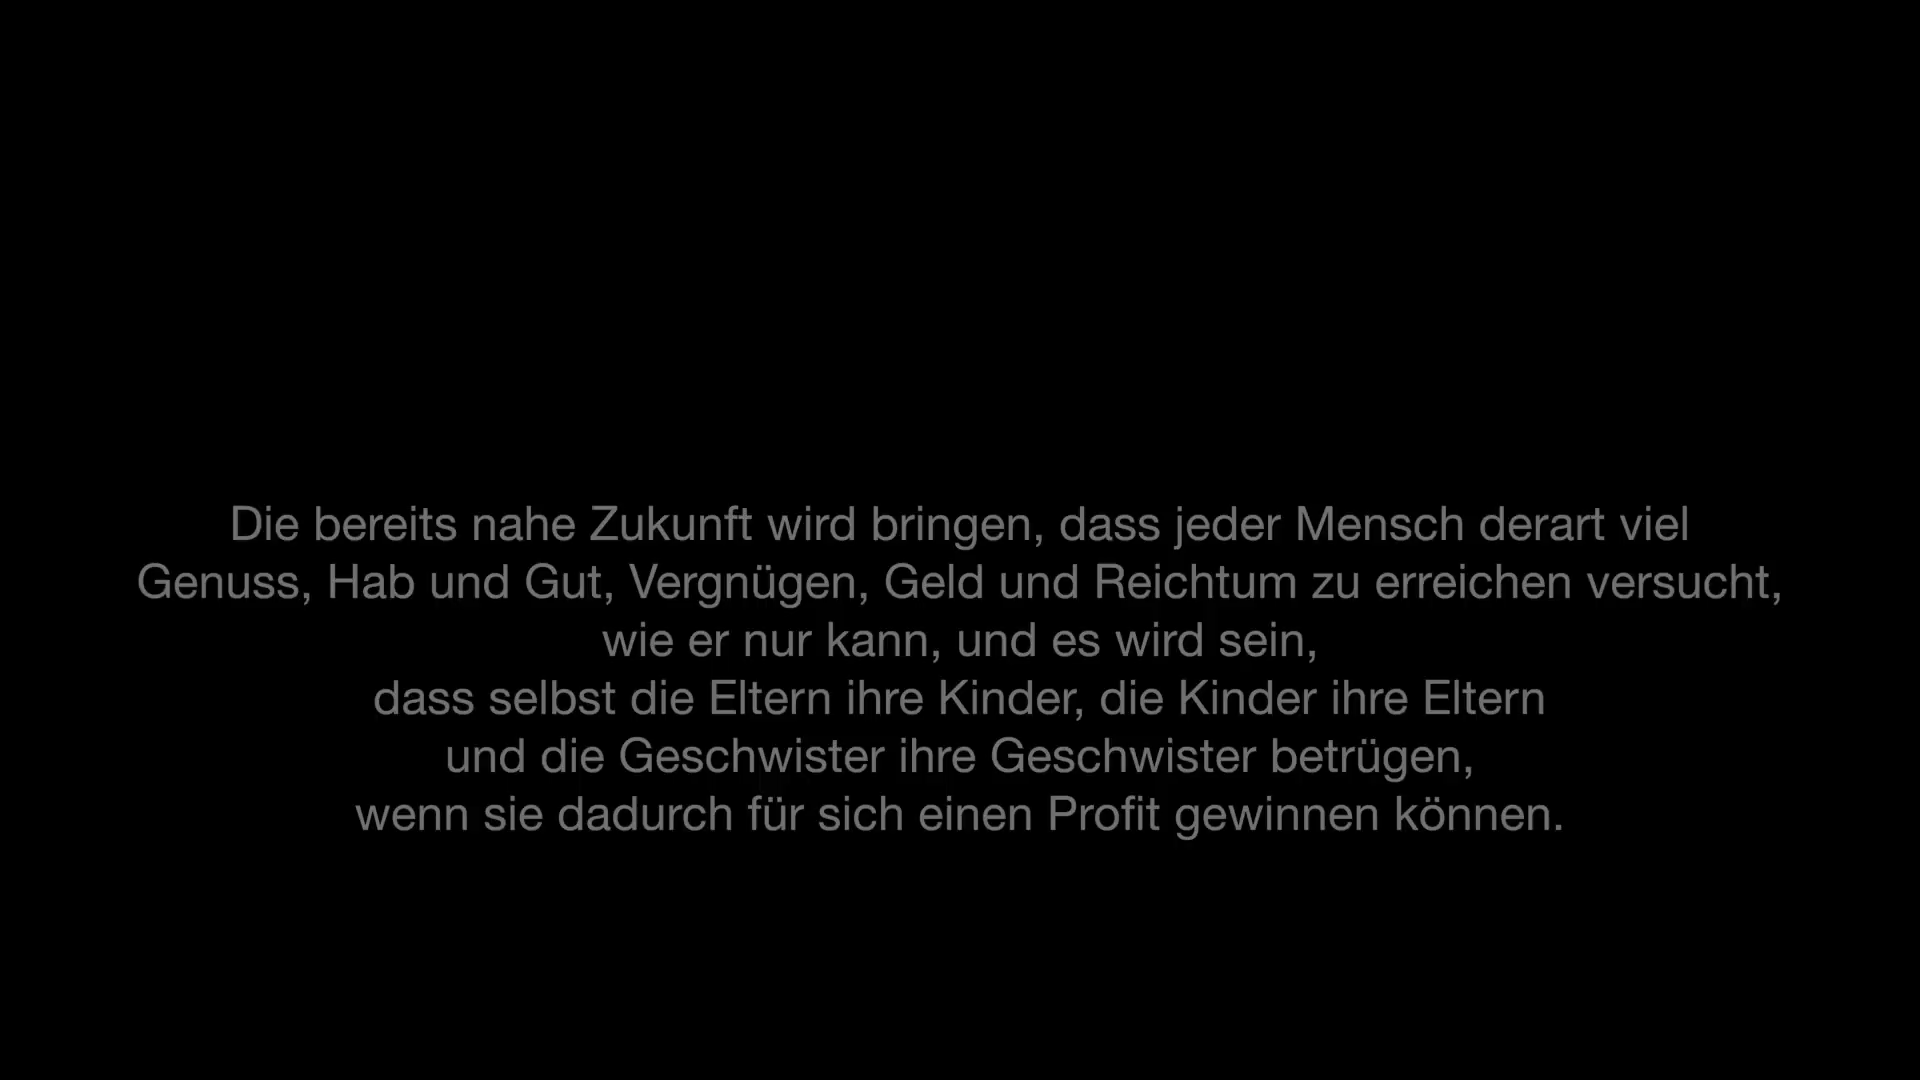 Die bereits nahe Zukunft wird bringen, dass jeder Mensch derart viel
Genuss, Hab und Gut, Vergnügen, Geld und Reichtum zu erreichen versucht,
wie er nur kann, und es wird sein,
dass selbst die Eltern ihre Kinder, die Kinder ihre Eltern
und die Geschwister ihre Geschwister betrügen,
wenn sie dadurch für sich einen Profit gewinnen können.